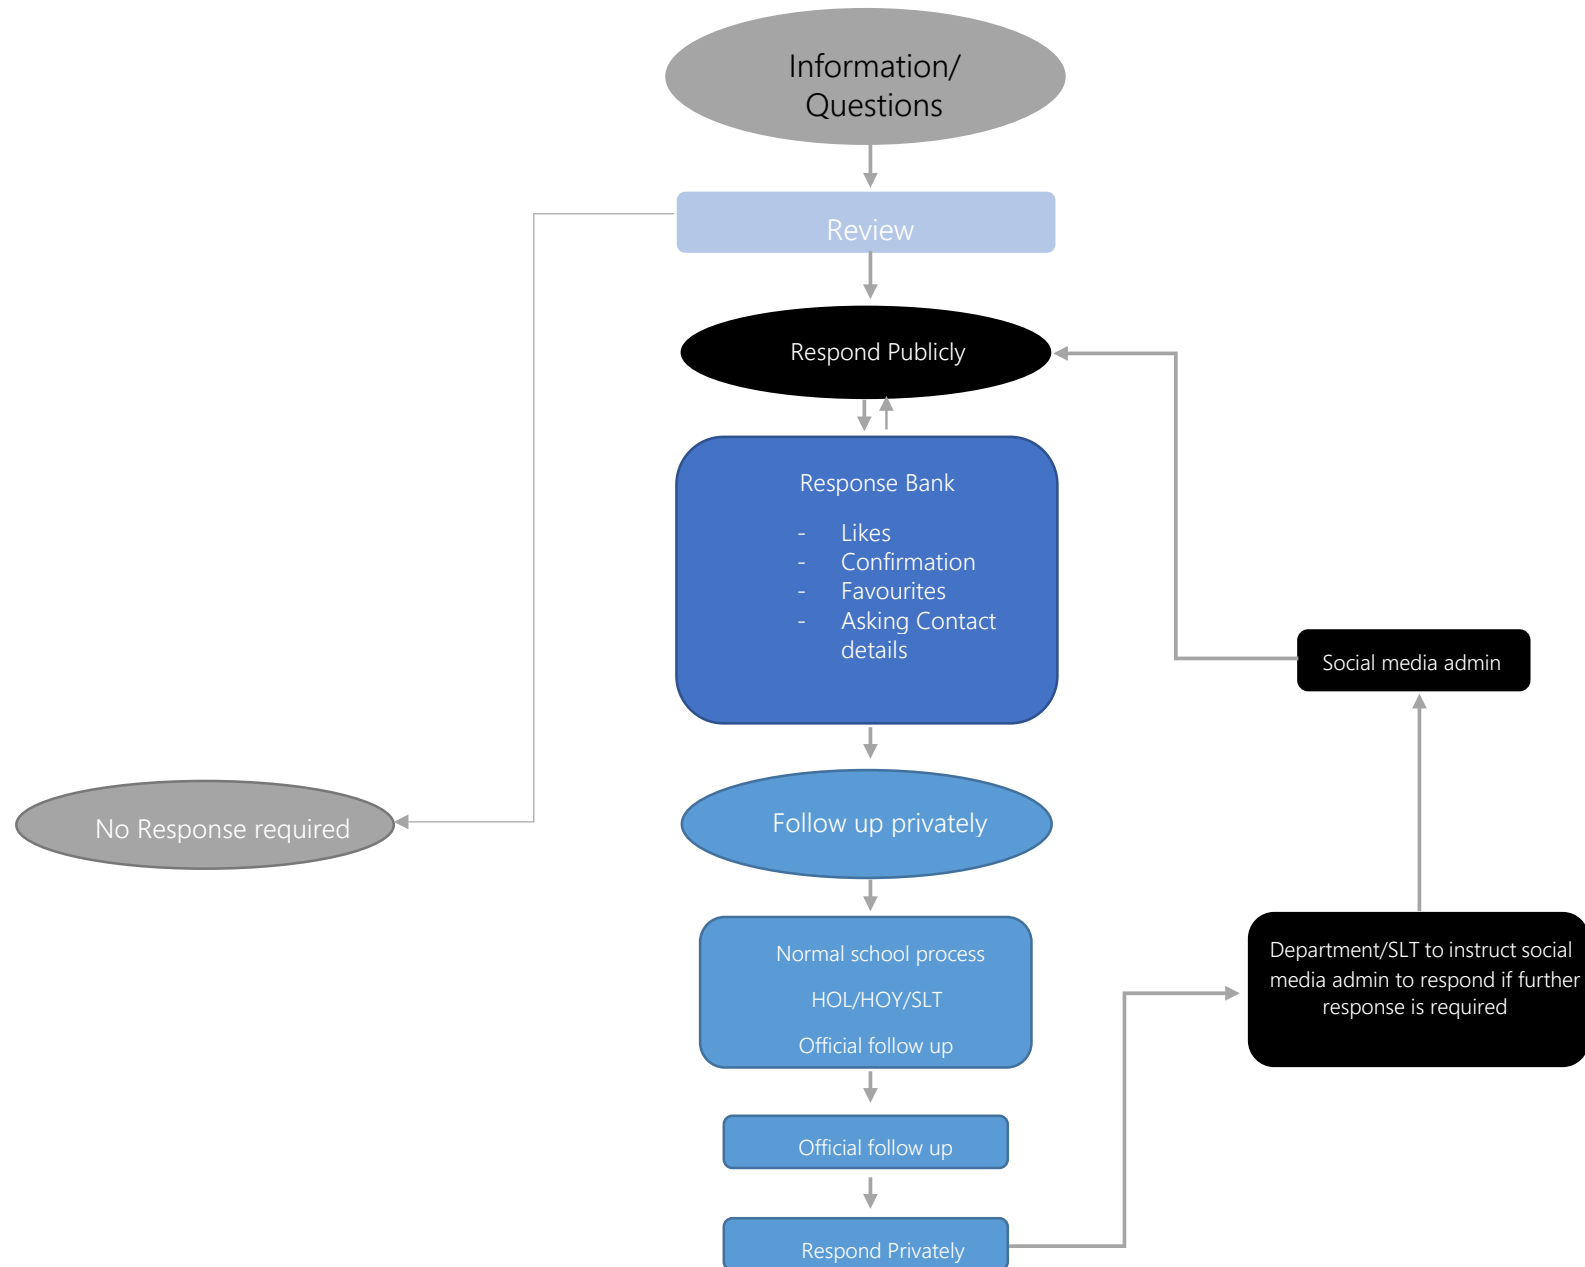 Information/
Questions
Review
Respond Publicly
Response Bank
- Likes
- Confirmation
- Favourites
- Asking Contact
details
Social media admin
No Response required
Follow up privately
Normal school process
HOL/HOY/SLT
Official follow up
Department/SLT to instruct social
media admin to respond if further
response is required
Official follow up
Respond Privately